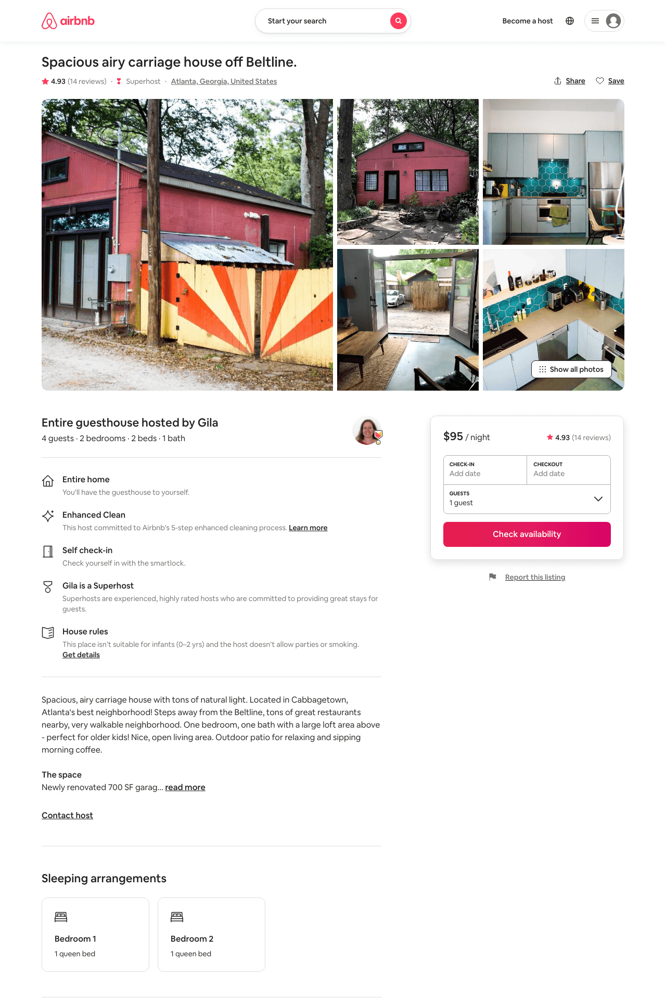 airbnb
Start your search
Become a host
Spacious airy carriage house off Beltline.
4.93 (14 reviews) · Superhost · Atlanta, Georgia, United States
Share
Save
Show all photos
Entire guesthouse hosted by Gila
4 guests · 2 bedrooms · 2 beds · 1 bath
Entire home
You’ll have the guesthouse to yourself.
Enhanced Clean
This host committed to Airbnb's 5-step enhanced cleaning process. Learn more
Self check-in
Check yourself in with the smartlock.
Gila is a Superhost
Superhosts are experienced, highly rated hosts who are committed to providing great stays for
guests.
House rules
This place isn’t suitable for infants (0–2 yrs) and the host doesn’t allow parties or smoking.
Get details
$95 / night
4.93 (14 reviews)
CHECK-IN
Add date
CHECKOUT
Add date
GUESTS
1 guest
Check availability
Report this listing
Spacious, airy carriage house with tons of natural light. Located in Cabbagetown,
Atlanta's best neighborhood! Steps away from the Beltline, tons of great restaurants
nearby, very walkable neighborhood. One bedroom, one bath with a large loft area above
- perfect for older kids! Nice, open living area. Outdoor patio for relaxing and sipping
morning coffee.
The space
Newly renovated 700 SF garag... read more
Contact host
Sleeping arrangements
Bedroom 1
1 queen bed
Bedroom 2
1 queen bed